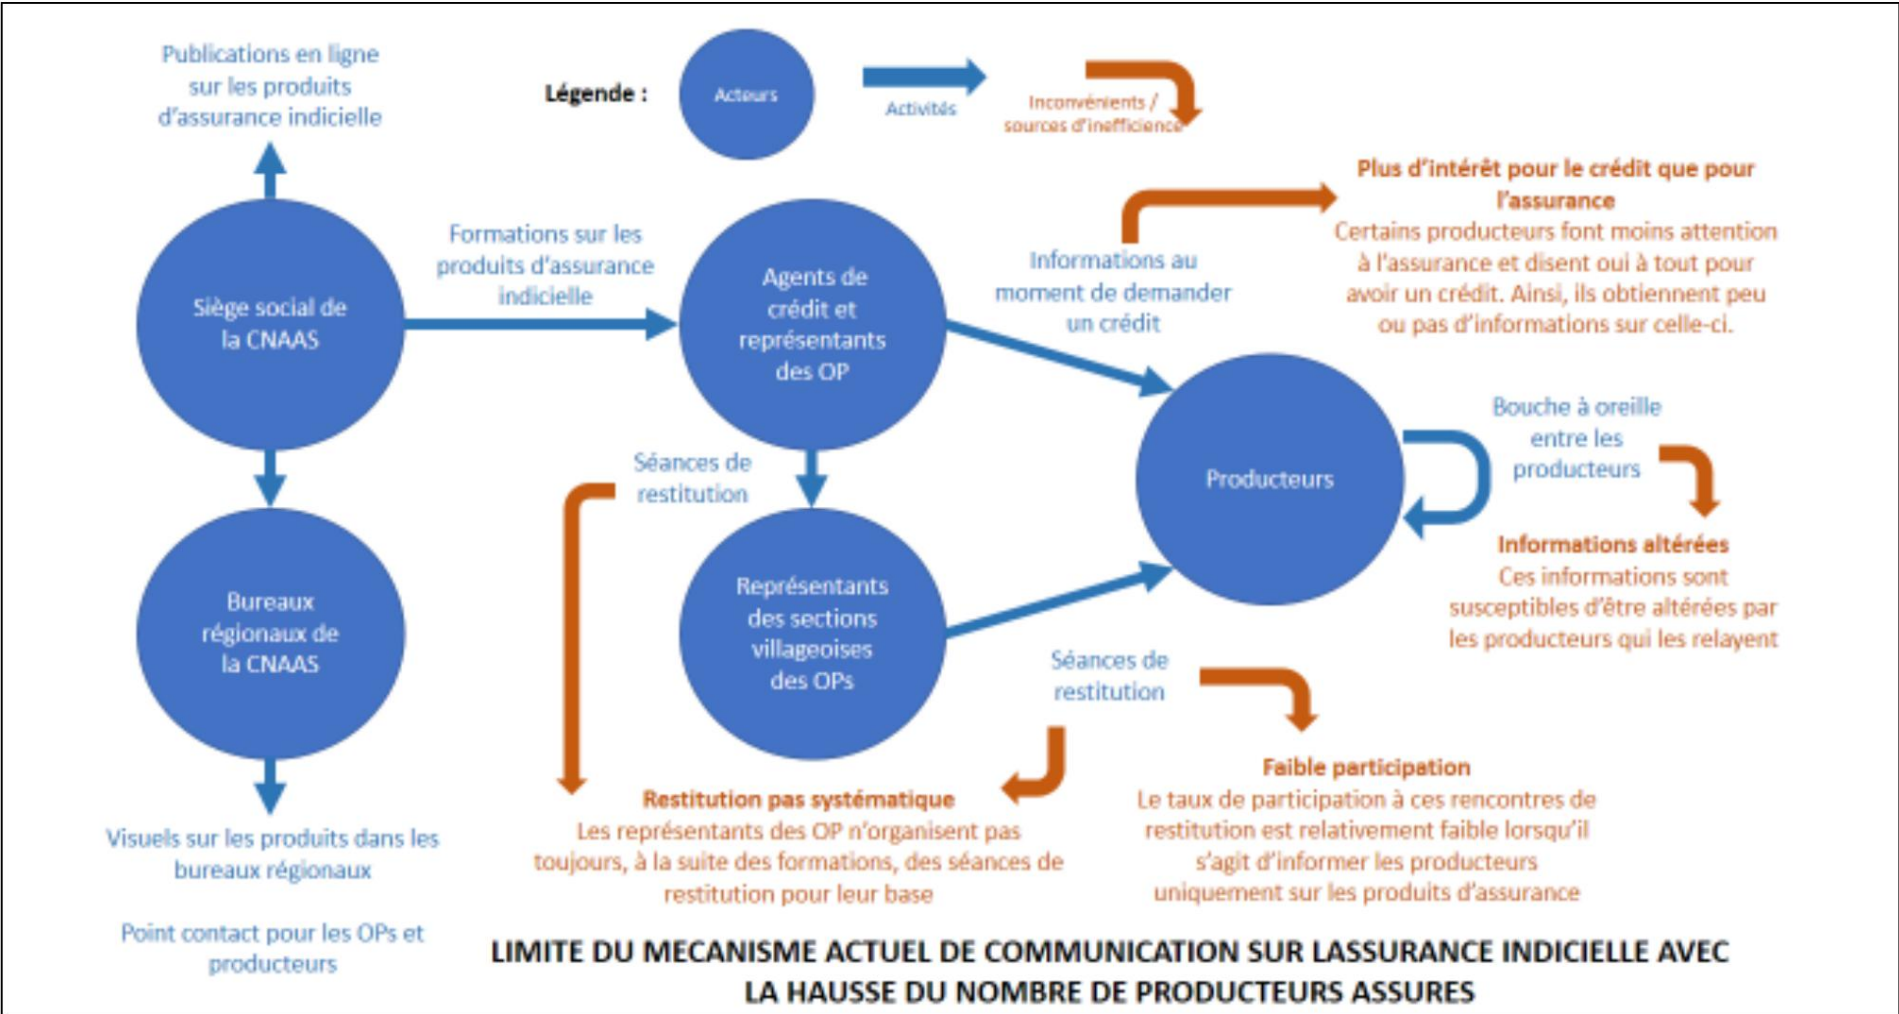 Publications en ligne
sur les produits
d'assurance indicielle
Légende :
Acteurs
Activités
Inconvénients /
sources d'inefficience
Siège social de
la CNAAS
Formations sur les
produits d'assurance
indicielle
Agents de
crédit et
représentants
des OP
Informations au
moment de demander
un crédit
Plus d'intérêt pour le crédit que pour
l'assurance
Certains producteurs font moins attention
à l'assurance et disent oui à tout pour
avoir un crédit. Ainsi, ils obtiennent peu
ou pas d'informations sur celle-ci.
Producteurs
Bouche à oreille
entre les
producteurs
Informations altérées
Ces informations sont
susceptibles d'être altérées par
les producteurs qui les relayent
Séances de
restitution
Bureaux
régionaux de
la CNAAS
Représentants
des sections
villageoises
des OPs
Séances de
restitution
Restitution pas systématique
Les représentants des OP n'organisent pas
toujours, à la suite des formations, des séances de
restitution pour leur base
Faible participation
Le taux de participation à ces rencontres de
restitution est relativement faible lorsqu'il
s'agit d'informer les producteurs
uniquement sur les produits d'assurance
Visuels sur les produits dans les
bureaux régionaux
Point contact pour les OPs et
producteurs
LIMITE DU MECANISME ACTUEL DE COMMUNICATION SUR LASSURANCE INDICIELLE AVEC
LA HAUSSE DU NOMBRE DE PRODUCTEURS ASSURES